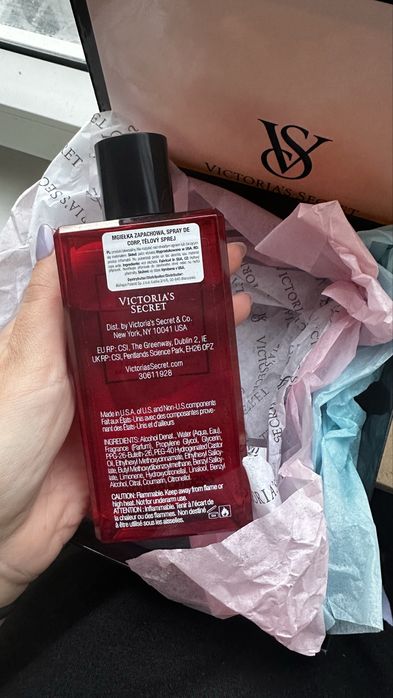 VS
VICTORIA'S SECRET
MGIEŁKA ZAPACHOWA, SPRAY DE
CORP, TĚLOVÝ SPREJ
VICTORIA'S
SECRET
Dist. by Victoria's Secret & Co.
New York, NY 10041 USA
EU RP: CSI, The Greenway, Dublin 2, IE
UK RP: CSI, Pentlands Science Park, EH26 0PZ
VictoriasSecret.com
30611928
Made in U.S.A. of U.S. and Non-U.S. components
Fait aux États-Unis avec des composantes prove-
nant des États-Unis et d'ailleurs
INGREDIENTS: Alcohol Denat., Water (Aqua, Eau),
Fragrance (Parfum), Propylene Glycol, Glycerin,
PPG-26-Buteth-26, PEG-40 Hydrogenated Castor
Oil, Ethylhexyl Methoxycinnamate, Ethylhexyl Salicy-
late, Butyl Methoxydibenzoylmethane, Benzyl Salicy-
late, Limonene, Hydroxycitronellal, Linalool, Benzyl
Alcohol, Citral, Coumarin, Citronellol
CAUTION: Flammable. Keep away from flame or
high heat. Not for underarm use.
ATTENTION: Inflammable. Tenir à l'écart de
la chaleur ou des flammes. Non destiné
à être utilisé sous les aisselles.